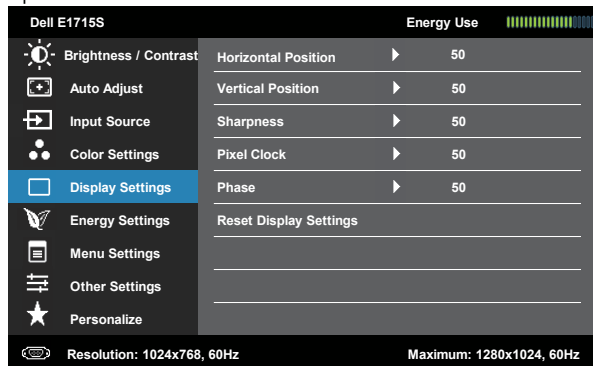 Dell E1715S Energy Use
Brightness / Contrast Horizontal Position 50
Auto Adjust Vertical Position 50
Input Source Sharpness 50
Color Settings Pixel Clock 50
Display Settings Phase 50
Energy Settings Reset Display Settings
Menu Settings
Other Settings
Personalize
Resolution: 1024x768, 60Hz Maximum: 1280x1024, 60Hz